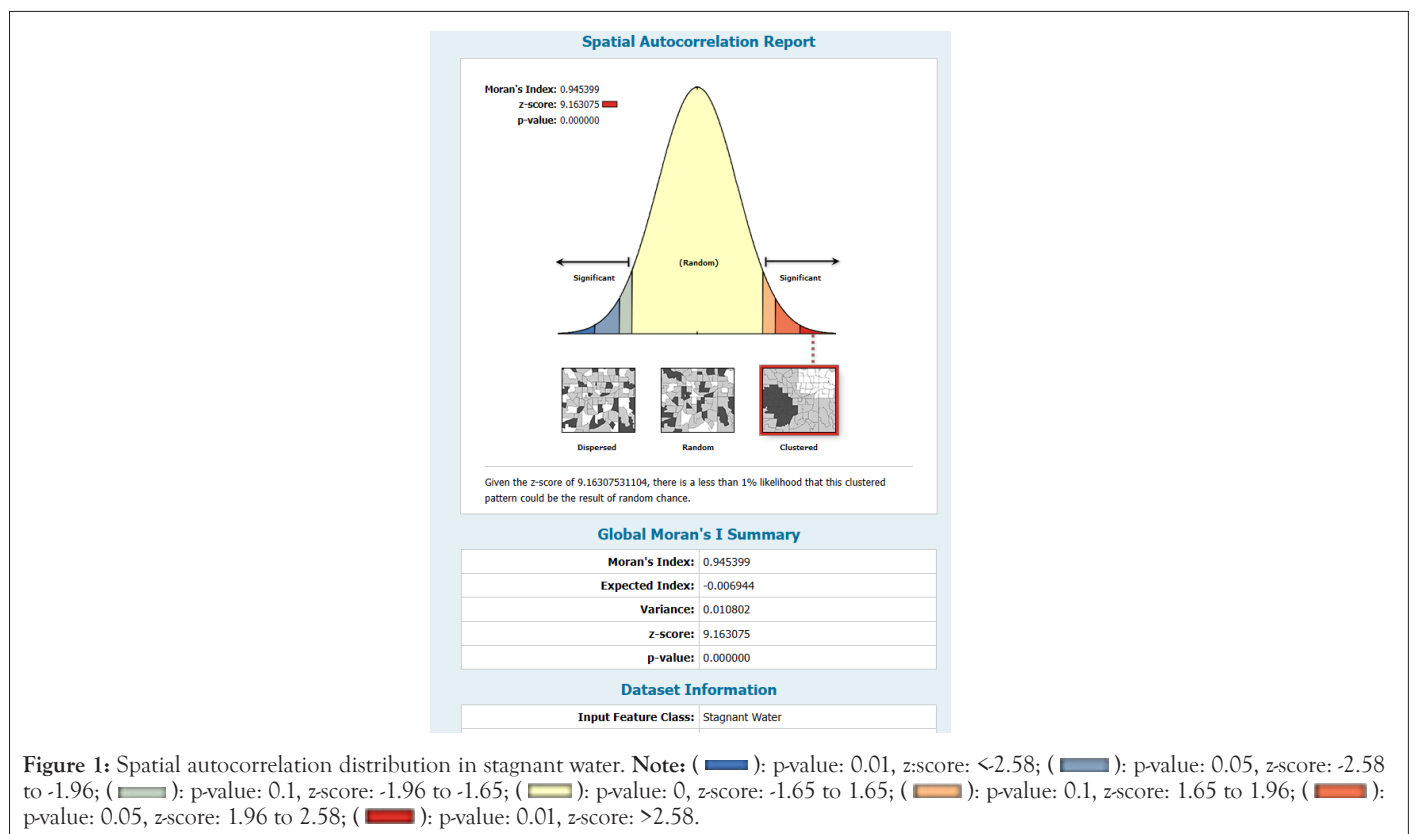 Spatial Autocorrelation Report
Moran's Index: 0.945399
z-score: 9.163075
p-value: 0.000000
(Random)
Significant
Significant
Dispersed
Random
Clustered
Given the z-score of 9.16307531104, there is a less than 1% likelihood that this clustered
pattern could be the result of random chance.
Global Moran's I Summary
Moran's Index: 0.945399
Expected Index: -0.006944
Variance: 0.010802
z-score: 9.163075
p-value: 0.000000
Dataset Information
Input Feature Class: Stagnant Water
Figure 1: Spatial autocorrelation distribution in stagnant water. Note: ( ): p-value: 0.01, z:score: <-2.58; ( ): p-value: 0.05, z-score: -2.58
to -1.96; ( ): p-value: 0.1, z-score: -1.96 to -1.65; ( ): p-value: 0, z-score: -1.65 to 1.65; ( ): p-value: 0.1, z-score: 1.65 to 1.96; ( ):
p-value: 0.05, z-score: 1.96 to 2.58; ( ): p-value: 0.01, z-score: >2.58.